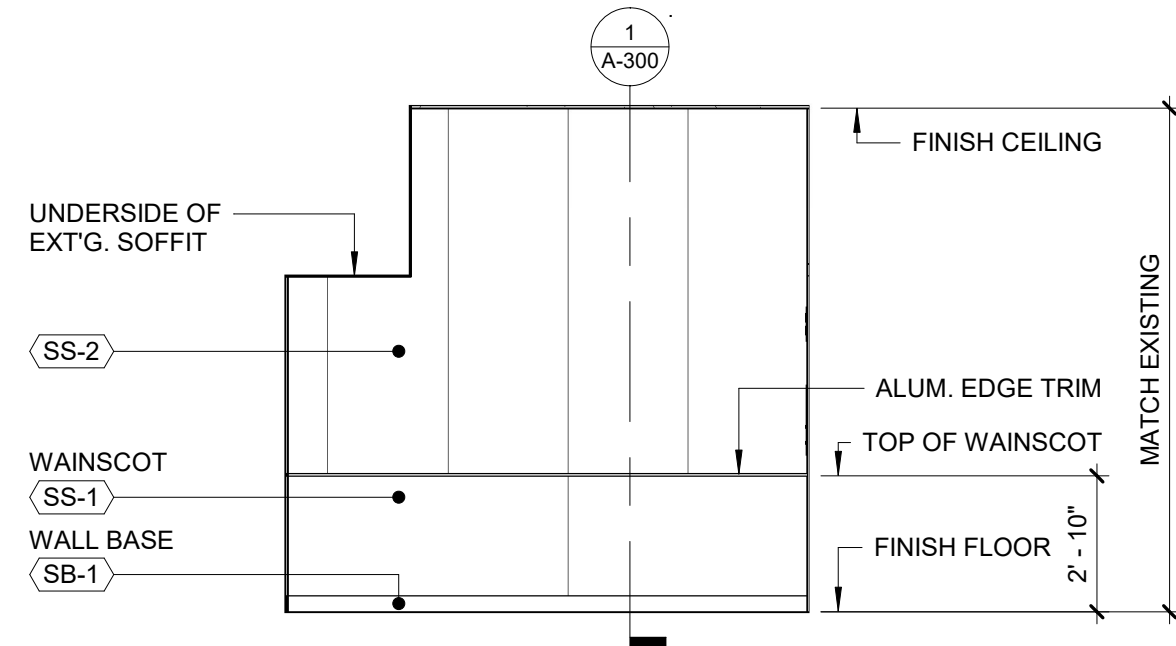 1
A-300
FINISH CEILING
UNDERSIDE OF
EXT'G. SOFFIT
MATCH EXISTING
SS-2
ALUM. EDGE TRIM
TOP OF WAINSCOT
WAINSCOT
SS-1
WALL BASE
FINISH FLOOR
2' - 10"
SB-1